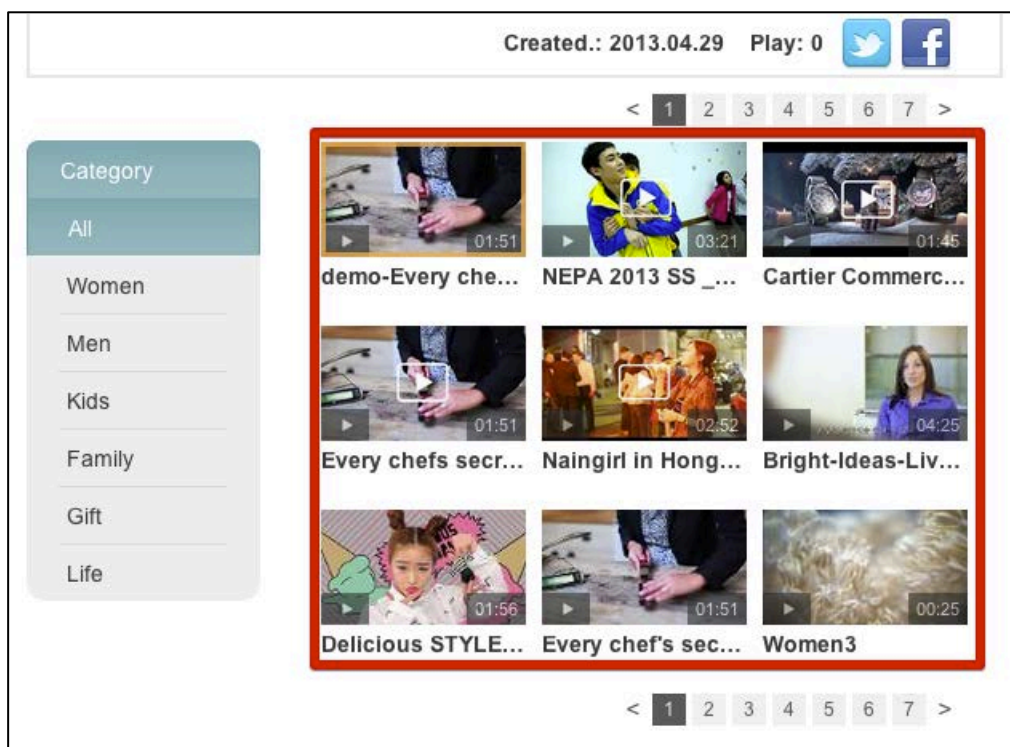 Created.: 2013.04.29 Play: 0
< 1 2 3 4 5 6 7 >
Category
All
Women
Men
Kids
Family
Gift
Life
01:51 03:21 01:45
demo-Every che... NEPA 2013 SS _... Cartier Commerc...
01:51 02:52 04:25
Every chefs secr... Naingirl in Hong... Bright-Ideas-Liv...
01:56 01:51 00:25
Delicious STYLE... Every chef's sec... Women3
< 1 2 3 4 5 6 7 >